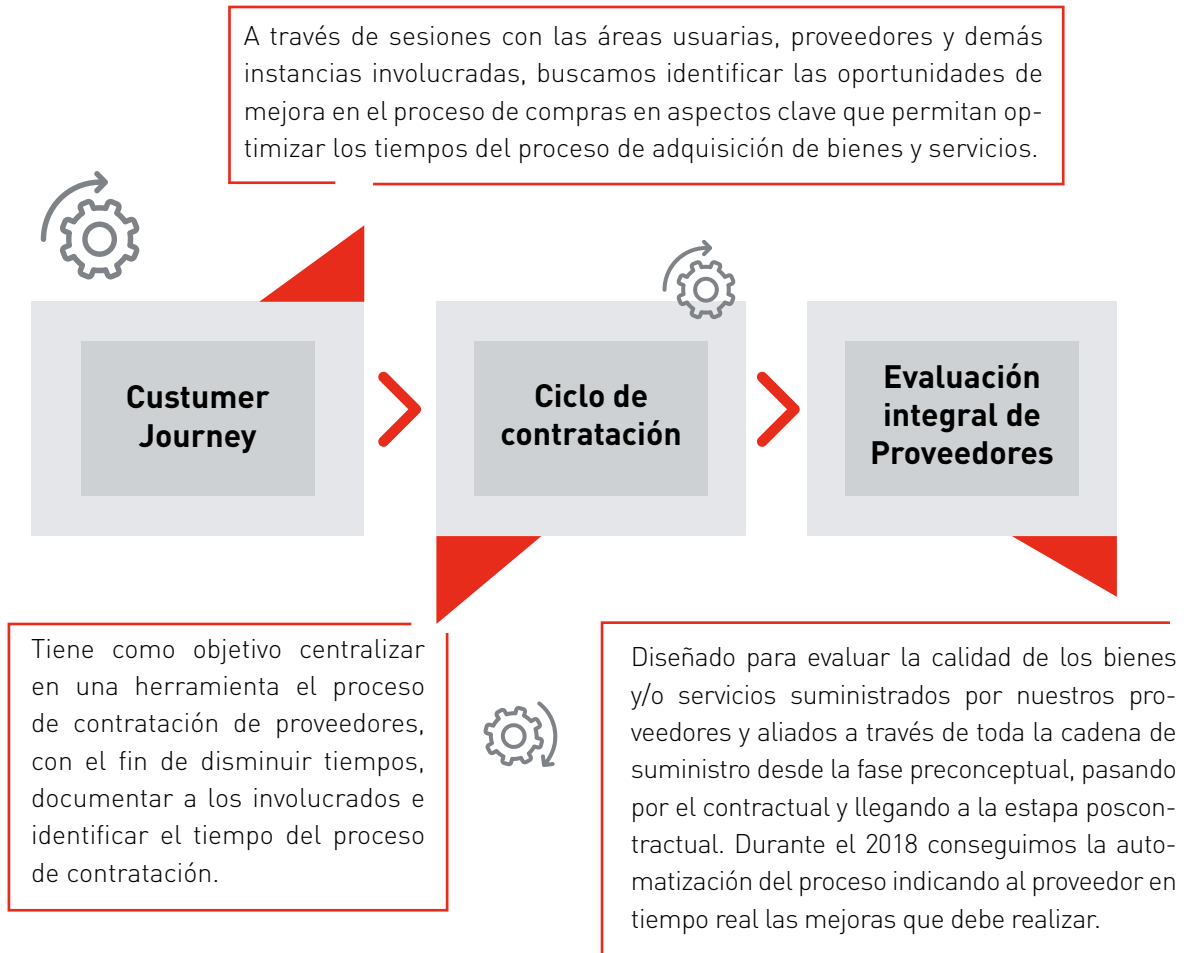 A través de sesiones con las áreas usuarias, proveedores y demás
instancias involucradas, buscamos identificar las oportunidades de
mejora en el proceso de compras en aspectos clave que permitan op-
timizar los tiempos del proceso de adquisición de bienes y servicios.
Custumer
Journey
Ciclo de
contratación
Evaluación
integral de
Proveedores
Tiene como objetivo centralizar
en una herramienta el proceso
de contratación de proveedores,
con el fin de disminuir tiempos,
documentar a los involucrados e
identificar el tiempo del proceso
de contratación.
Diseñado para evaluar la calidad de los bienes
y/o servicios suministrados por nuestros pro-
veedores y aliados a través de toda la cadena de
suministro desde la fase preconceptual, pasando
por el contractual y llegando a la estapa poscon-
tractual. Durante el 2018 conseguimos la auto-
matización del proceso indicando al proveedor en
tiempo real las mejoras que debe realizar.